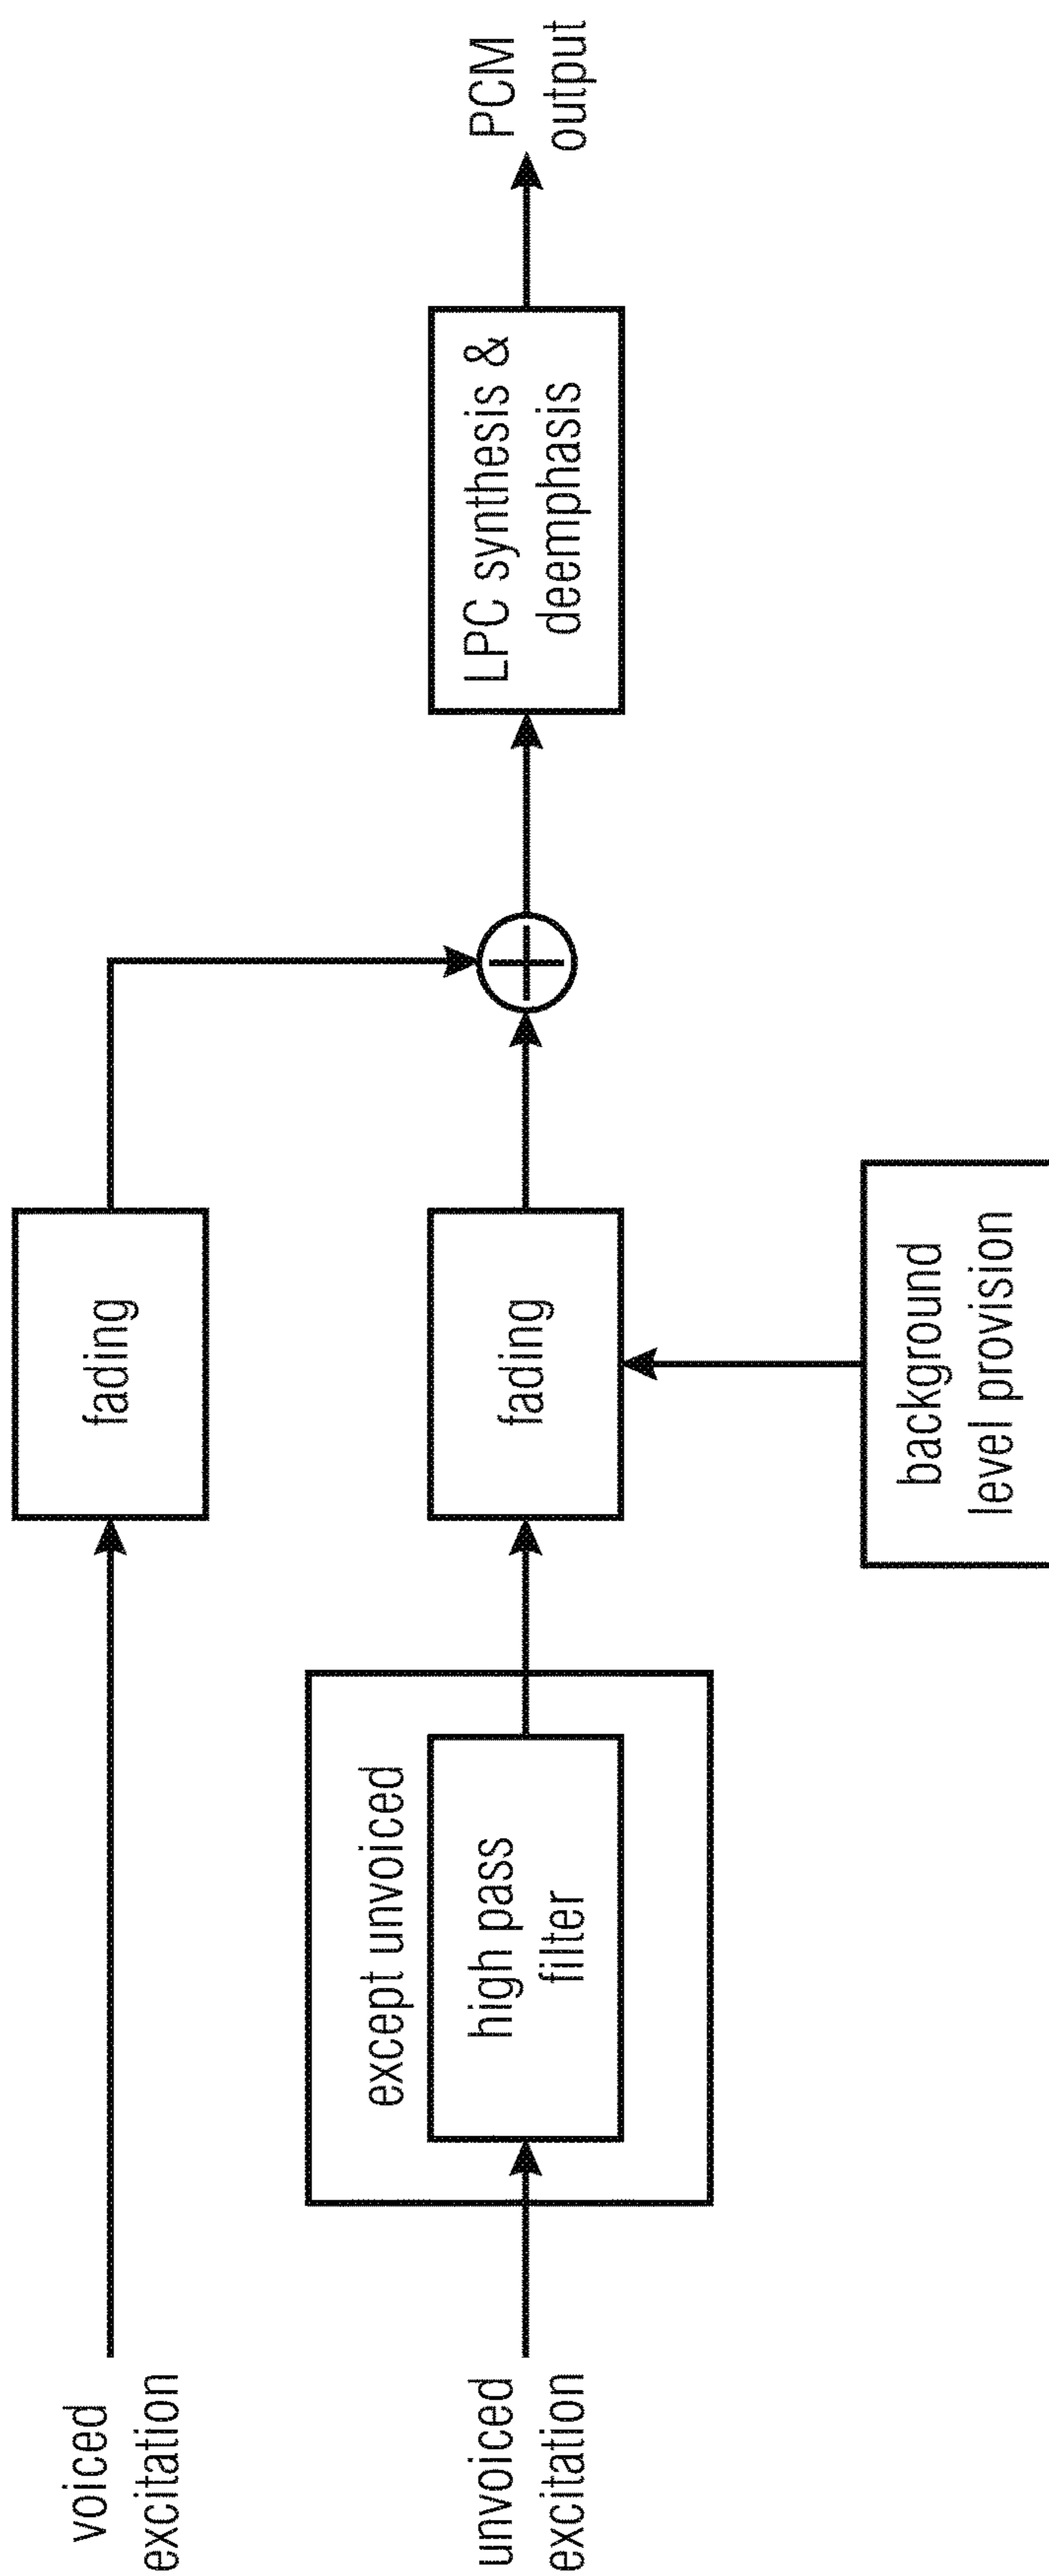 voiced
excitation
fading
unvoiced
excitation
except unvoiced
high pass
filter
fading
background
level provision
LPC synthesis &
deemphasis
PCM
output